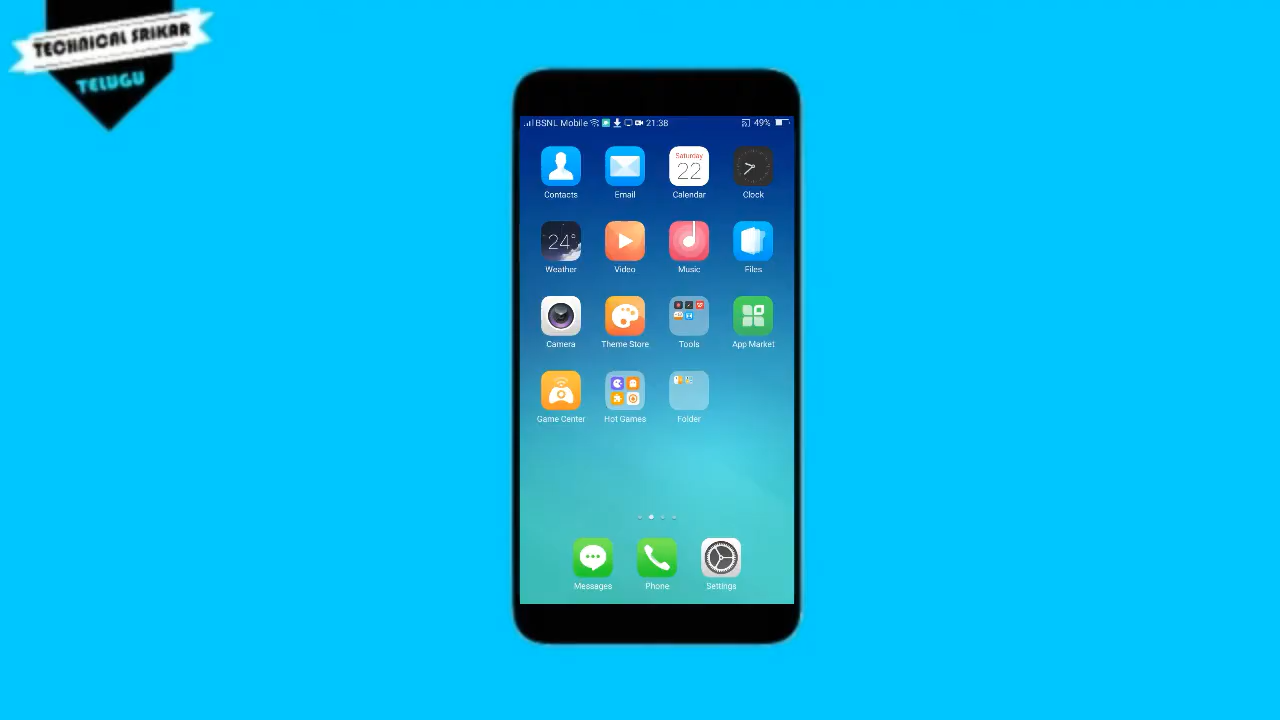 TECHNICAL SRIKAR
TELUGU
BSNL Mobile 21:38 49%
Saturday
22
Contacts Email Calendar Clock
24°
Weather Video Music Files
Camera Theme Store Tools App Market
Game Center Hot Games Folder
Messages Phone Settings